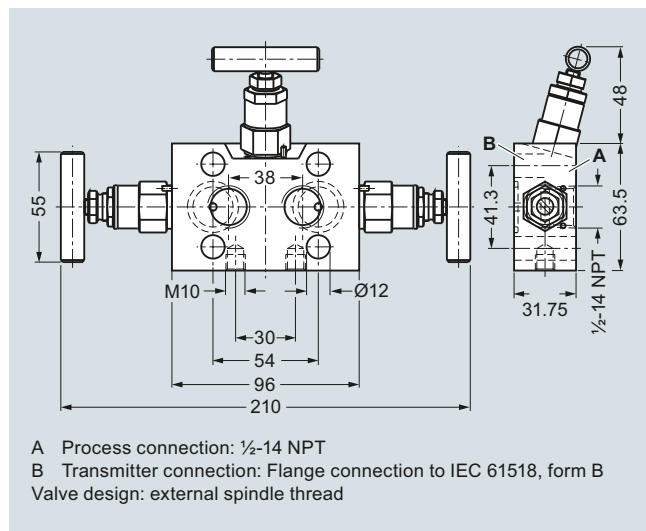 48
B
A
38
55
41.3
63.5
½-14 NPT
M10
Ø12
31.75
30
54
96
210
A Process connection: ½-14 NPT
B Transmitter connection: Flange connection to IEC 61518, form B
Valve design: external spindle thread